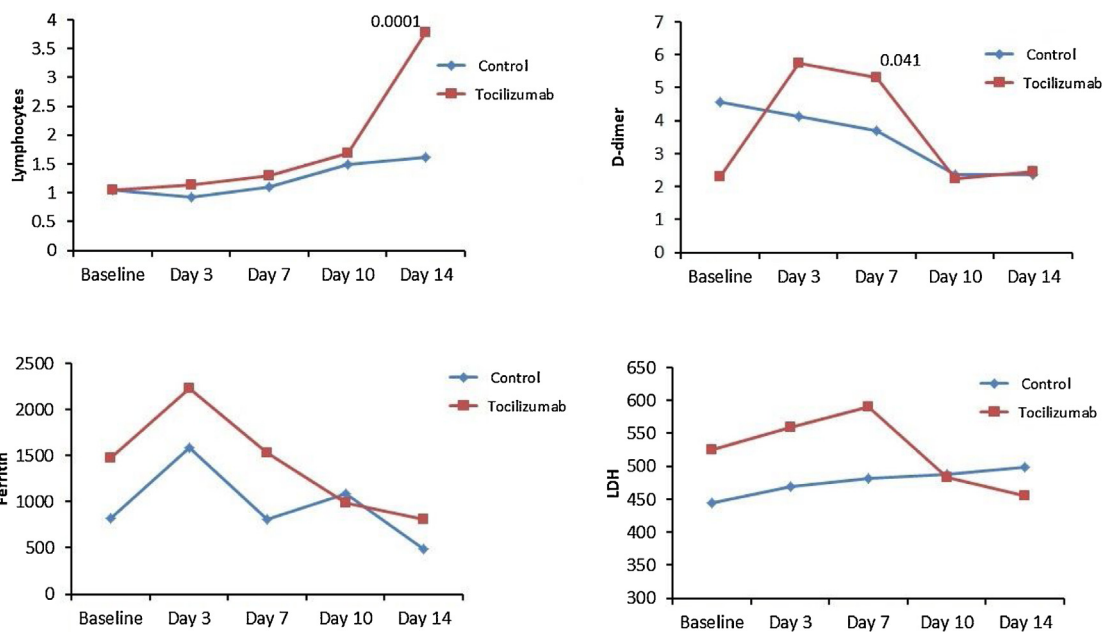 4
3.5
3
2.5
2
1.5
1
0.5
0
Lymphocytes
0.0001
Control
Tocilizumab
Baseline Day 3 Day 7 Day 10 Day 14
7
6
5
4
3
2
1
0
D-dimer
0.041
Control
Tocilizumab
Baseline Day 3 Day 7 Day 10 Day 14
2500
2000
1500
1000
500
0
Ferritin
Control
Tocilizumab
Baseline Day 3 Day 7 Day 10 Day 14
650
600
550
500
450
400
350
300
LDH
Control
Tocilizumab
Baseline Day 3 Day 7 Day 10 Day 14